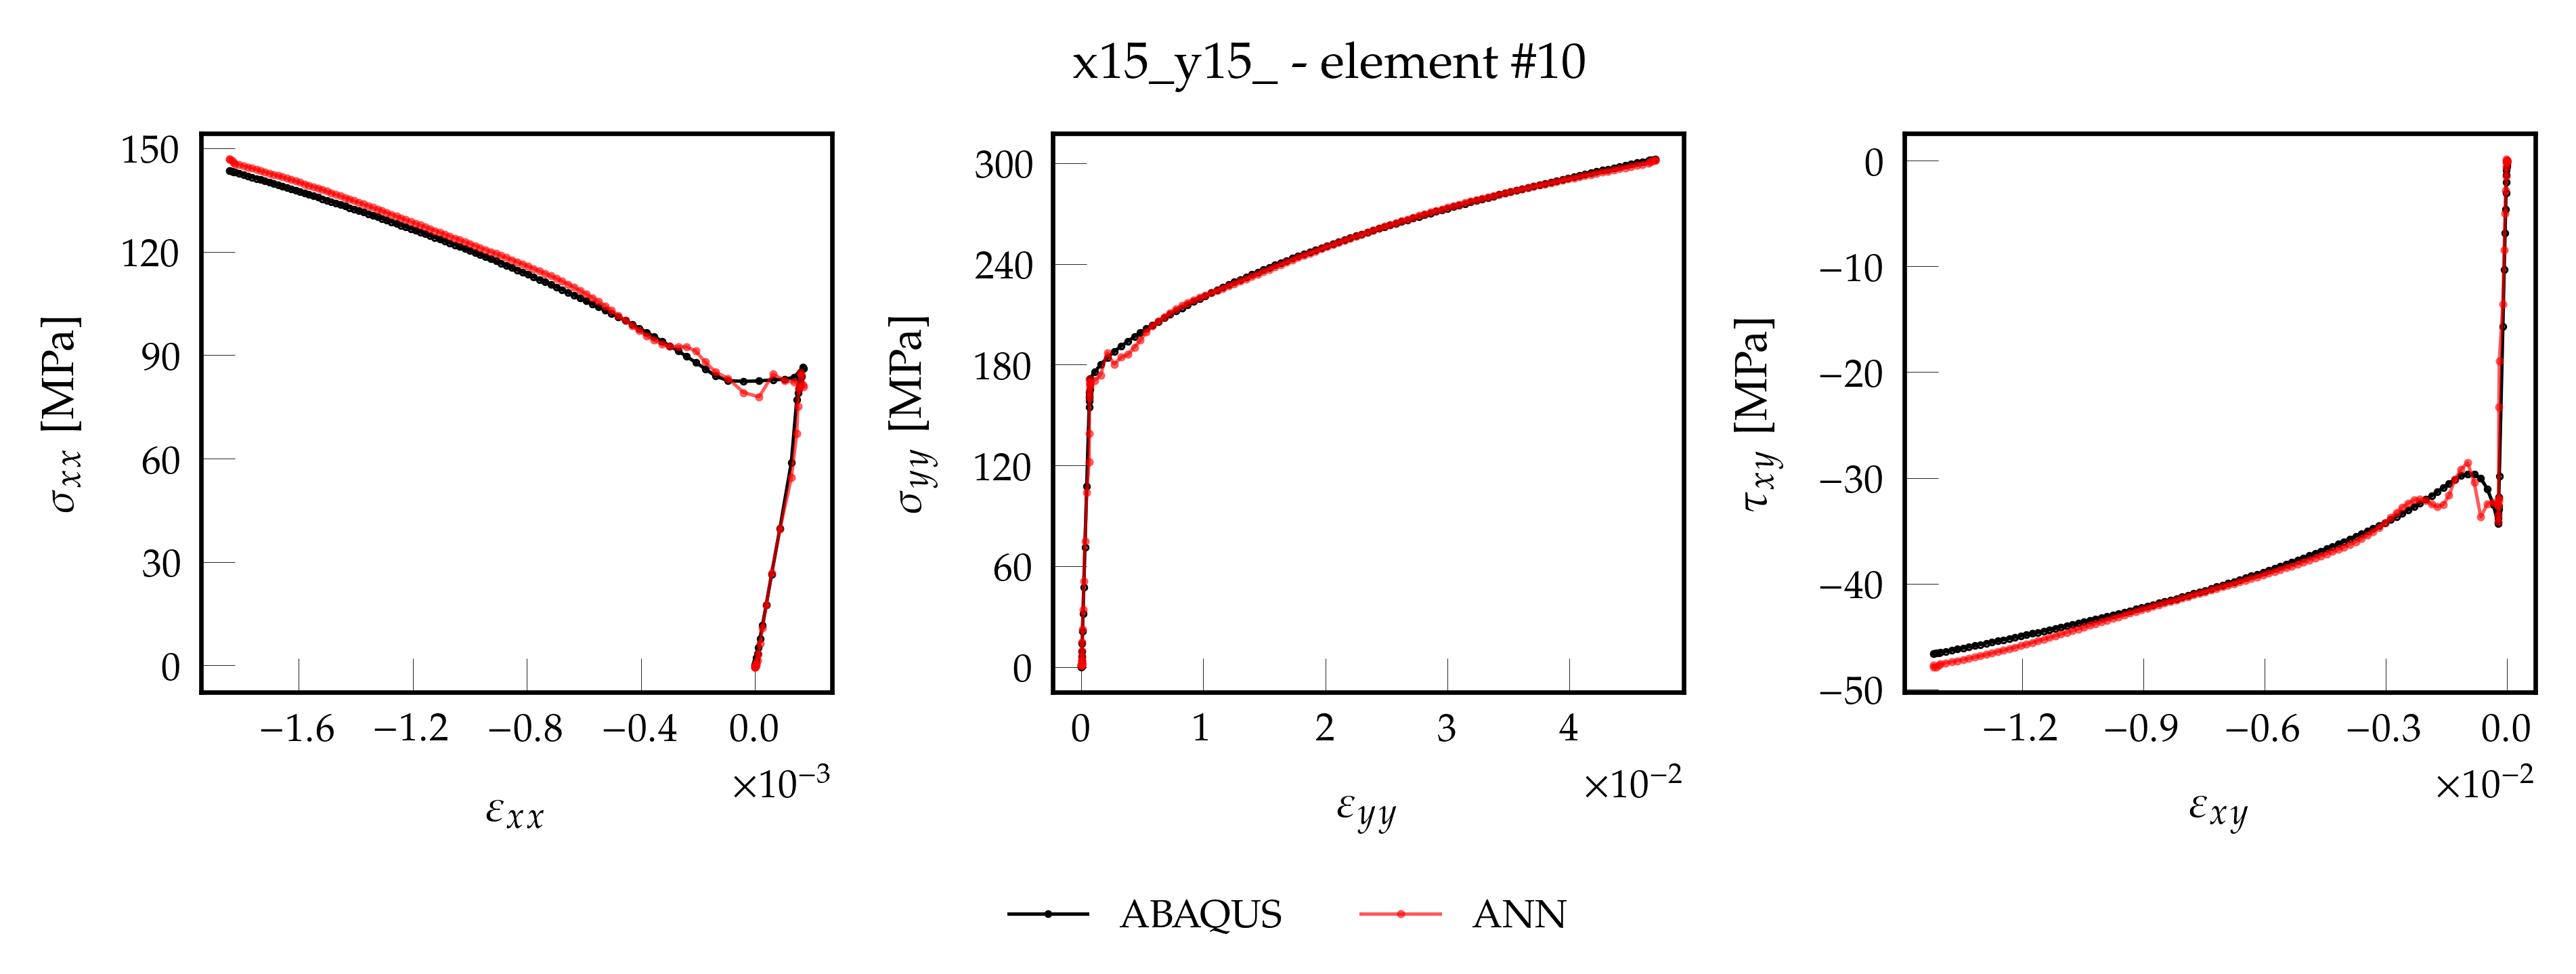 x15_y15_ - element #10
150
120
90
60
30
0
σxx [MPa]
−1.6 −1.2 −0.8 −0.4 0.0
×10−3
εxx
300
240
180
120
60
0
σyy [MPa]
0 1 2 3 4
×10−2
εyy
0
−10
−20
−30
−40
−50
τxy [MPa]
−1.2 −0.9 −0.6 −0.3 0.0
×10−2
εxy
ABAQUS ANN